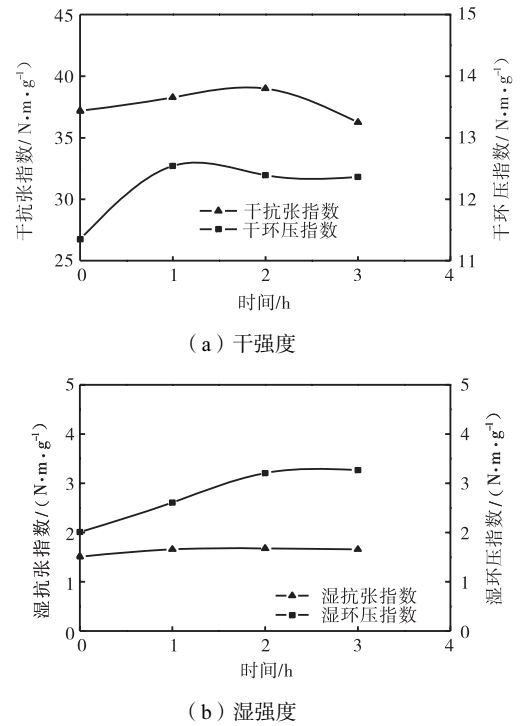 45
40
35
30
25
15
14
13
12
11
干抗张指数/ N·m·g⁻¹)
干环 压指数/ N·m·g⁻¹)
干抗张指数
干环压指数
0 1 2 3 4
时间/h
（a）干强度
5
4
3
2
1
0
5
4
3
2
1
0
湿抗张指数/(N·m·g⁻¹)
湿环压指数/(N·m·g⁻¹)
湿抗张指数
湿环压指数
0 1 2 3 4
时间/h
（b）湿强度